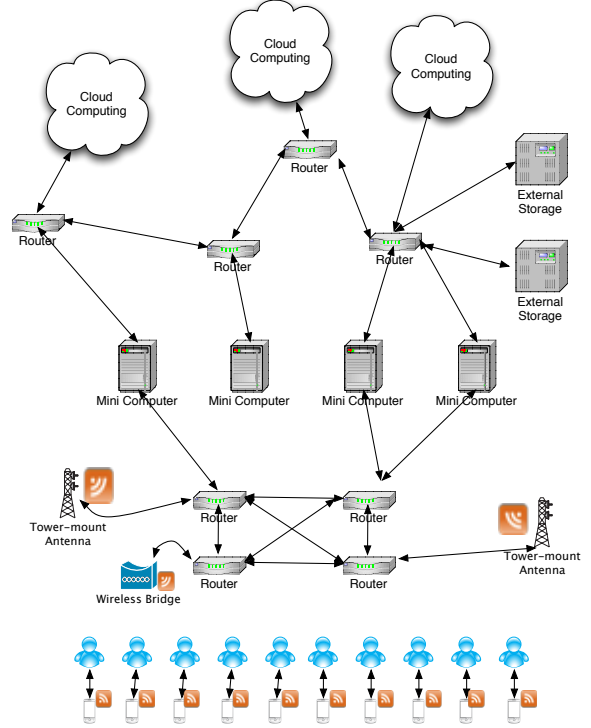 Cloud
Computing
Cloud
Computing
Cloud
Computing
Router
External
Storage
Router
Router
Router
External
Storage
Mini Computer
Mini Computer
Mini Computer
Mini Computer
Router
Router
Tower-mount
Antenna
Tower-mount
Antenna
Router
Router
Wireless Bridge